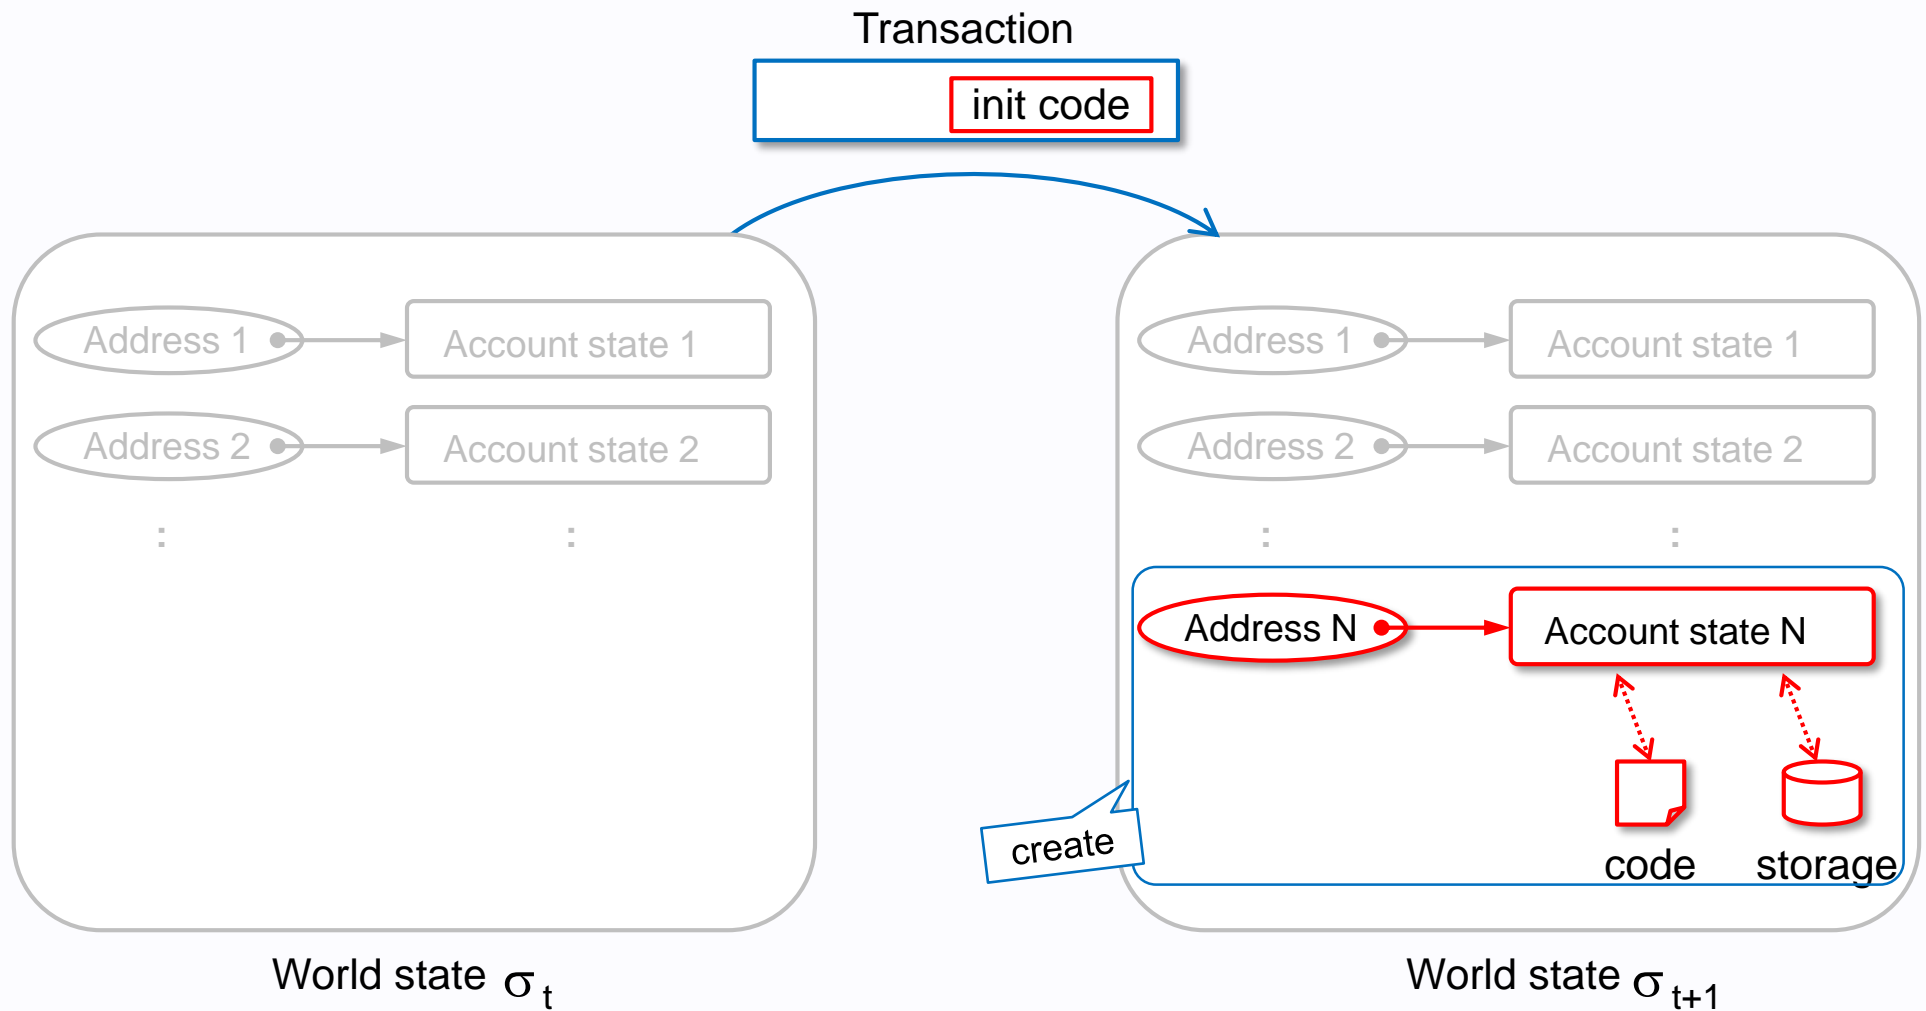 Transaction
init code
Address 1
Account state 1
Address 2
Account state 2
:
:
Address 1
Account state 1
Address 2
Account state 2
:
:
Address N
Account state N
create
code
storage
World state σ t
World state σ t+1